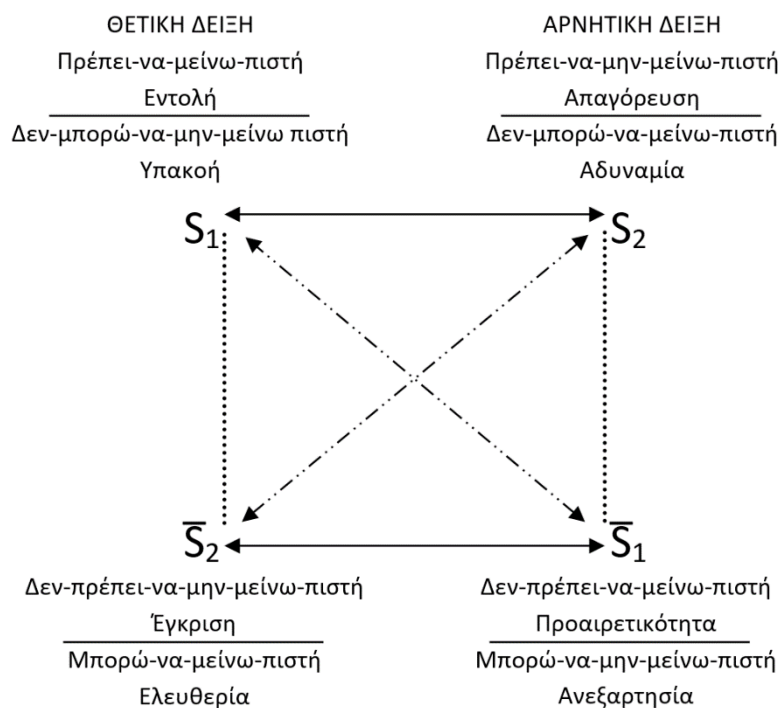 ΘΕΤΙΚΗ ΔΕΙΞΗ
Πρέπει-να-μείνω-πιστή
Εντολή
Δεν-μπορώ-να-μην-μείνω πιστή
Υπακοή
ΑΡΝΗΤΙΚΗ ΔΕΙΞΗ
Πρέπει-να-μην-μείνω-πιστή
Απαγόρευση
Δεν-μπορώ-να-μείνω-πιστή
Αδυναμία
S₁
S₂
S̅₂
S̅₁
Δεν-πρέπει-να-μην-μείνω-πιστή
Έγκριση
Μπορώ-να-μείνω-πιστή
Ελευθερία
Δεν-πρέπει-να-μείνω-πιστή
Προαιρετικότητα
Μπορώ-να-μην-μείνω-πιστή
Ανεξαρτησία